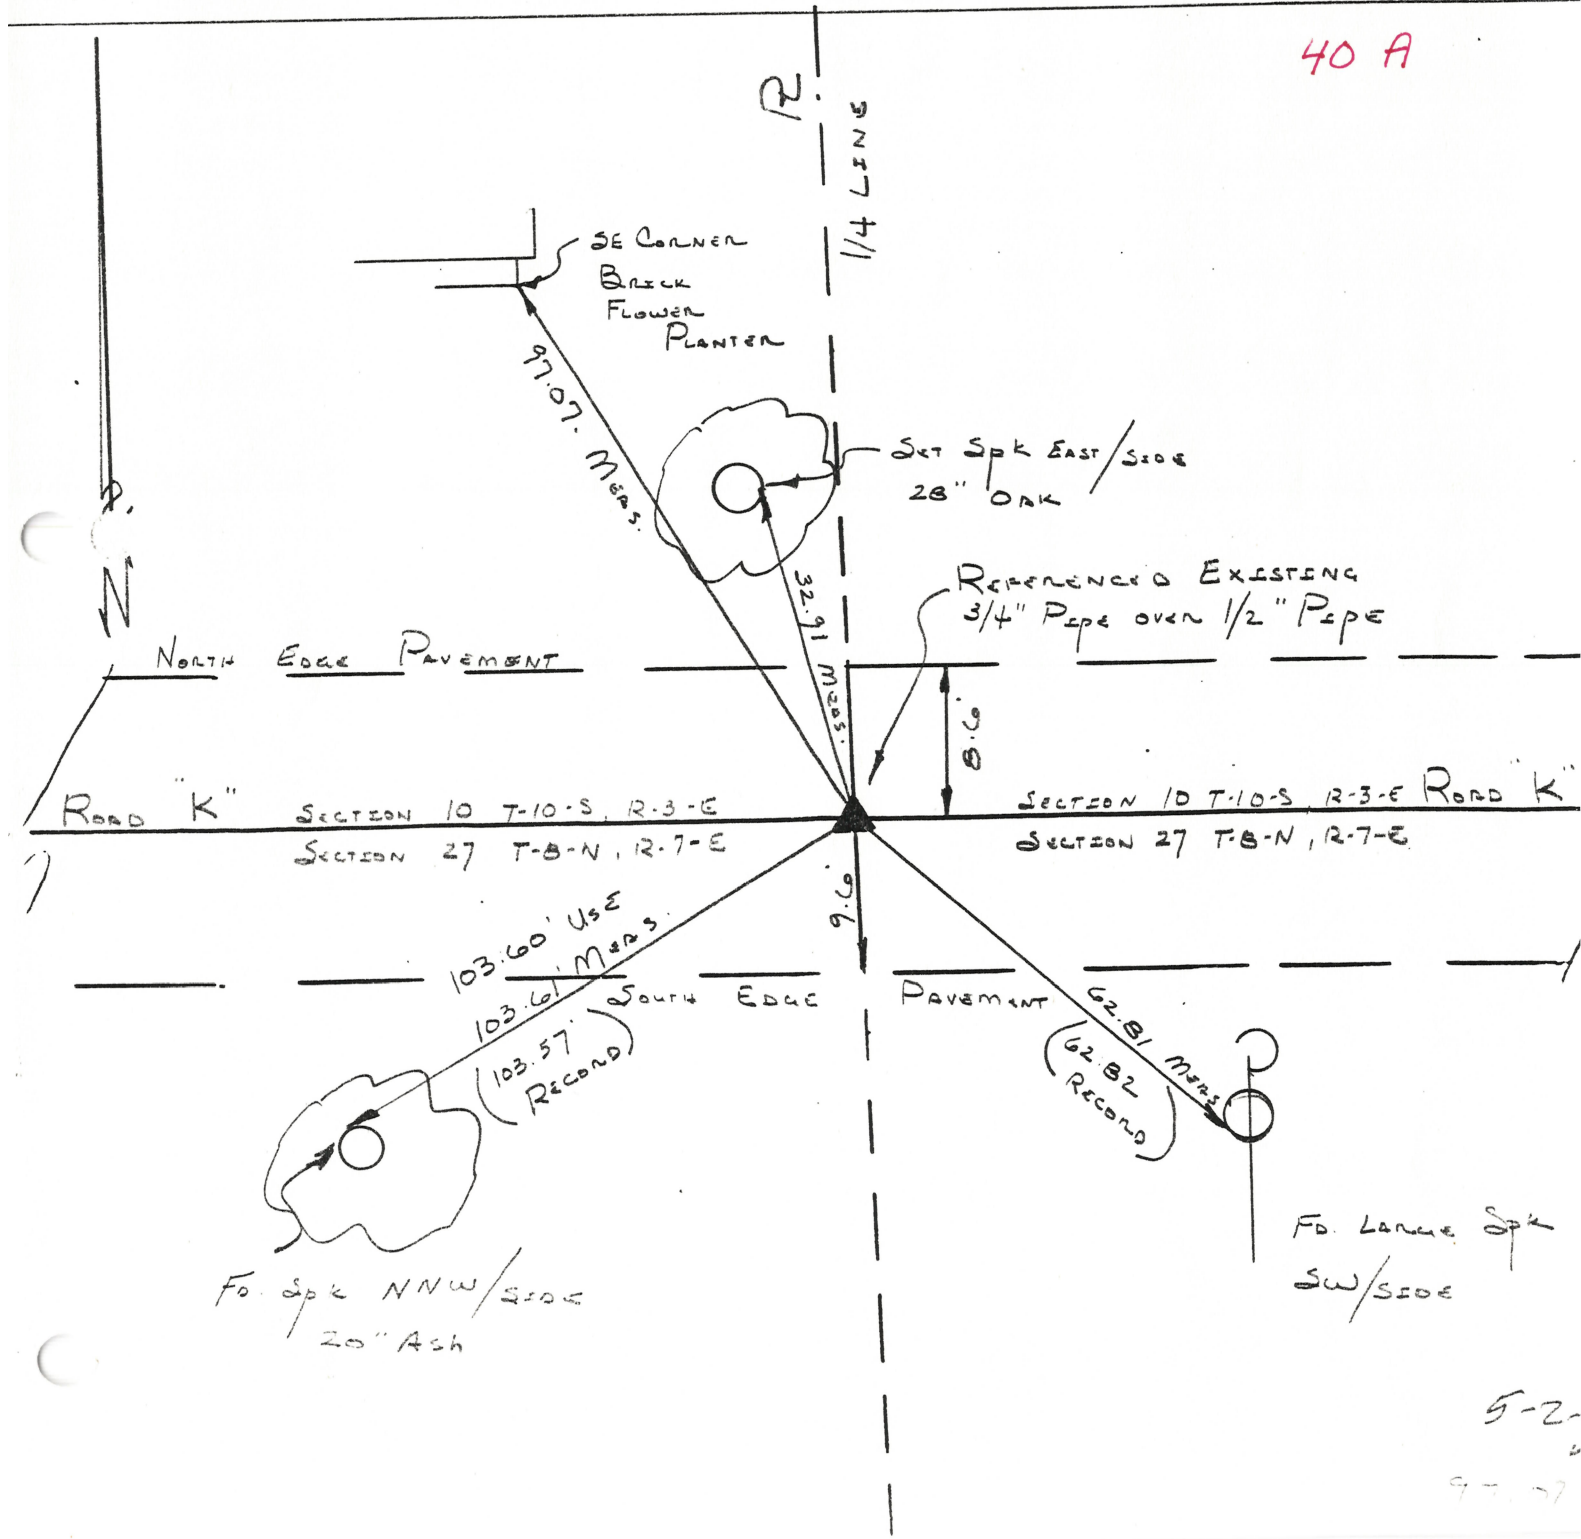 40 A
1/4 LINE
SE CORNER
BRICK
FLOWER
PLANTER
97.07. MEAS.
SET SPK EAST/SIDE
28" OAK
32.91 MEAS.
REFERENCED EXISTING
3/4" PIPE OVER 1/2" PIPE
N
NORTH EDGE PAVEMENT
8.6'
ROAD "K"
SECTION 10 T-10-S, R-3-E
SECTION 10 T-10-S, R-3-E ROAD "K"
SECTION 27 T-8-N, R-7-E
SECTION 27 T-8-N, R-7-E
9.6'
103.60' USE
103.61' MEAS.
(103.57'
RECORD)
SOUTH EDGE PAVEMENT
62.81 MEAS
(62.82
RECORD)
FD. SPK NNW/SIDE
20" ASH
FD. LARGE SPK
SW/SIDE
5-2-